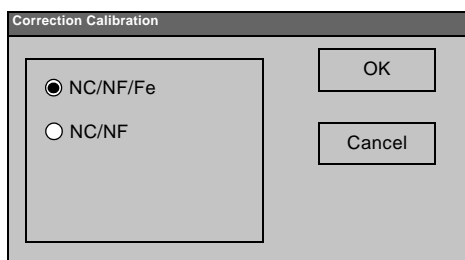 Correction Calibration
NC/NF/Fe
NC/NF
OK
Cancel